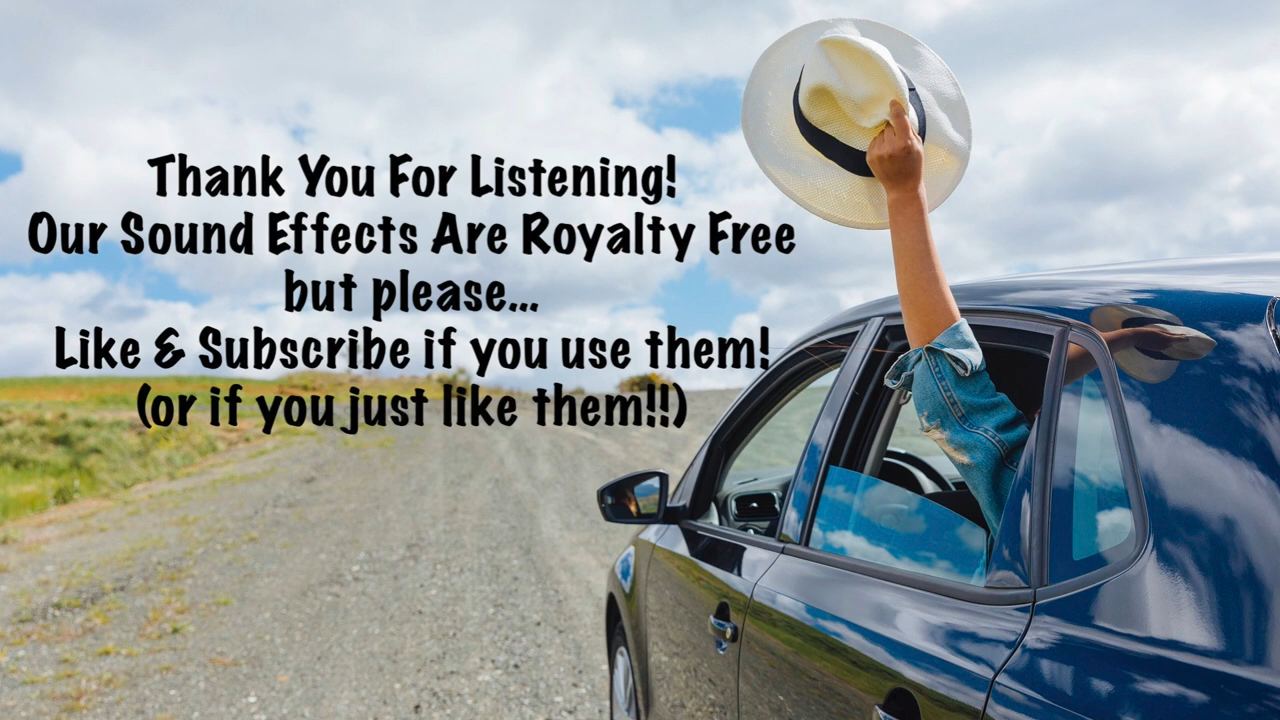 Thank You For Listening!
Our Sound Effects Are Royalty Free
but please...
Like & Subscribe if you use them!
(or if you just like them!!)